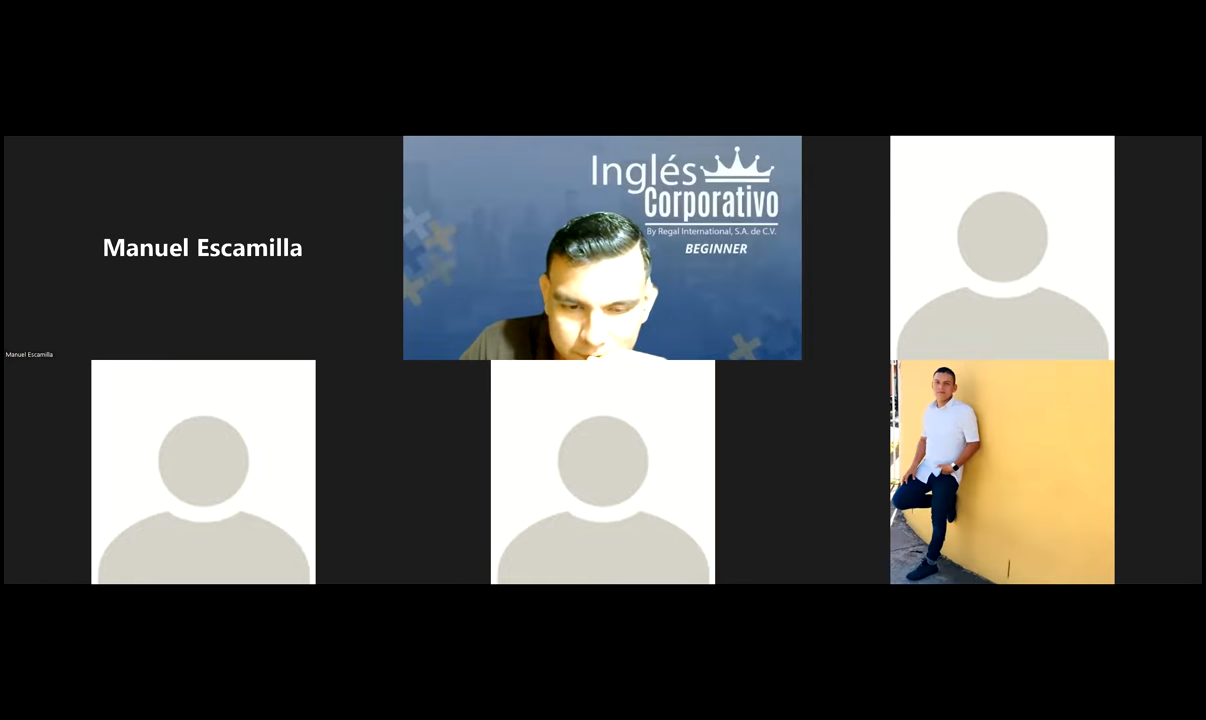 Manuel Escamilla
Manuel Escamilla
Inglés
Corporativo
By Regal International, S.A. de C.V.
BEGINNER